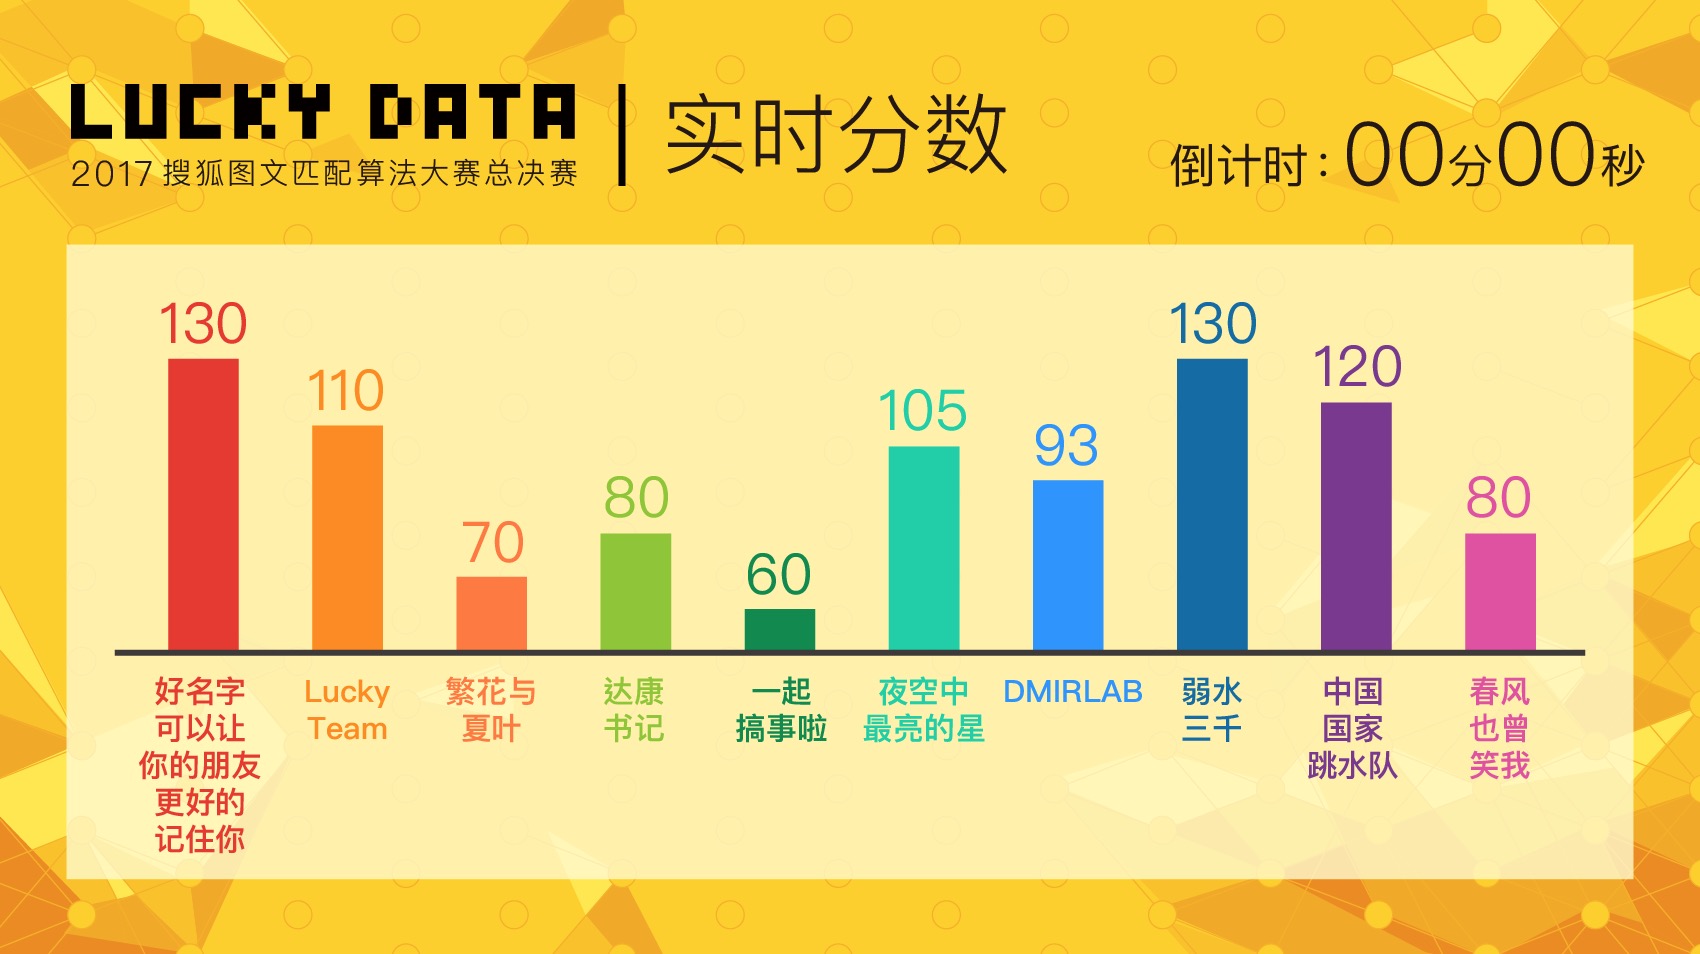 LUCKY DATA
2017 搜狐图文匹配算法大赛总决赛
实时分数
倒计时：00分00秒
130
110
70
80
60
105
93
130
120
80
好名字
可以让
你的朋友
更好的
记住你
Lucky
Team
繁花与
夏叶
达康
书记
一起
搞事啦
夜空中
最亮的星
DMIRLAB
弱水
三千
中国
国家
跳水队
春风
也曾
笑我